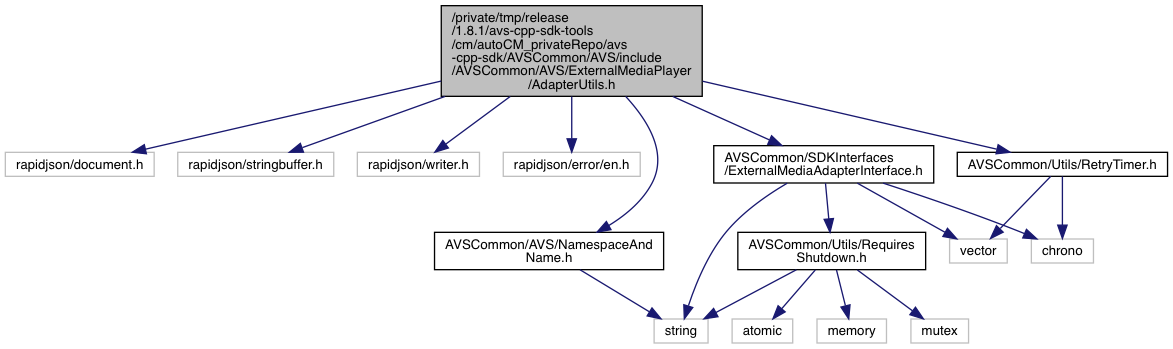 /private/tmp/release
/1.8.1/avs-cpp-sdk-tools
/cm/autoCM_privateRepo/avs
-cpp-sdk/AVSCommon/AVS/include
/AVSCommon/AVS/ExternalMediaPlayer
/AdapterUtils.h
rapidjson/document.h
rapidjson/stringbuffer.h
rapidjson/writer.h
rapidjson/error/en.h
AVSCommon/SDKInterfaces
/ExternalMediaAdapterInterface.h
AVSCommon/Utils/RetryTimer.h
AVSCommon/AVS/NamespaceAnd
Name.h
AVSCommon/Utils/Requires
Shutdown.h
vector
chrono
string
atomic
memory
mutex